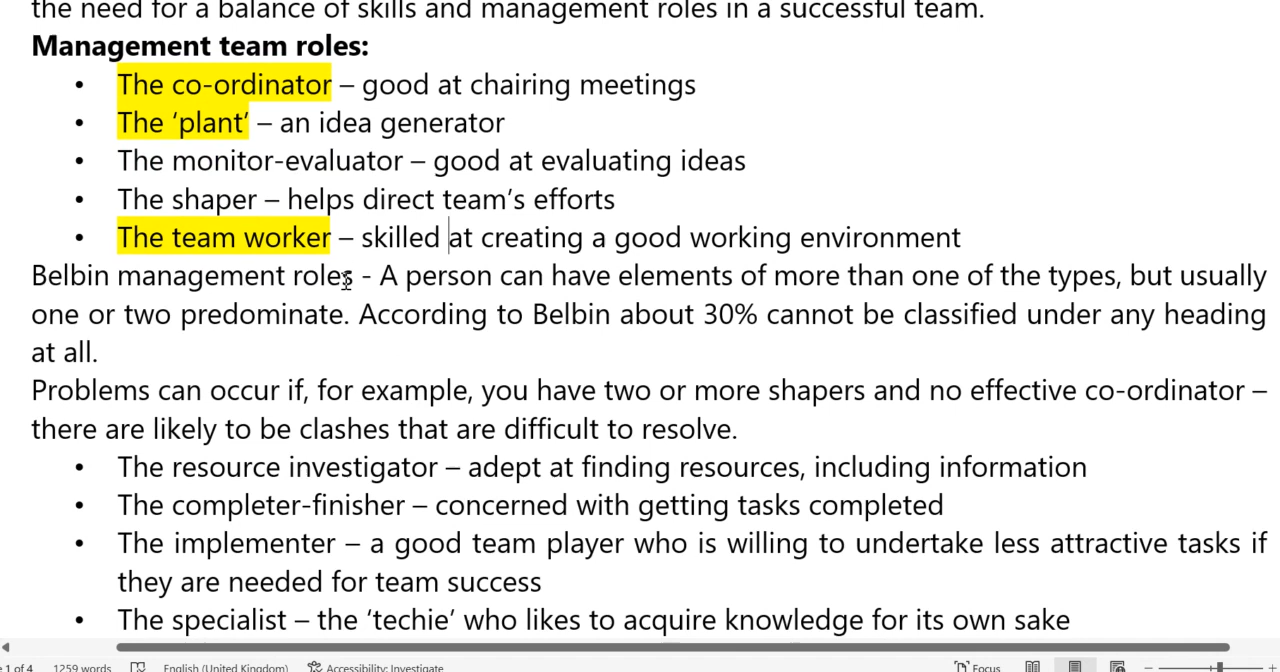 the need for a balance of skills and management roles in a successful team.
Management team roles:
• The co-ordinator – good at chairing meetings
• The ‘plant’ – an idea generator
• The monitor-evaluator – good at evaluating ideas
• The shaper – helps direct team’s efforts
• The team worker – skilled at creating a good working environment
Belbin management roles - A person can have elements of more than one of the types, but usually
one or two predominate. According to Belbin about 30% cannot be classified under any heading
at all.
Problems can occur if, for example, you have two or more shapers and no effective co-ordinator –
there are likely to be clashes that are difficult to resolve.
• The resource investigator – adept at finding resources, including information
• The completer-finisher – concerned with getting tasks completed
• The implementer – a good team player who is willing to undertake less attractive tasks if
they are needed for team success
• The specialist – the ‘techie’ who likes to acquire knowledge for its own sake
1 of 4 1259 words English (United Kingdom) Accessibility: Investigate Focus